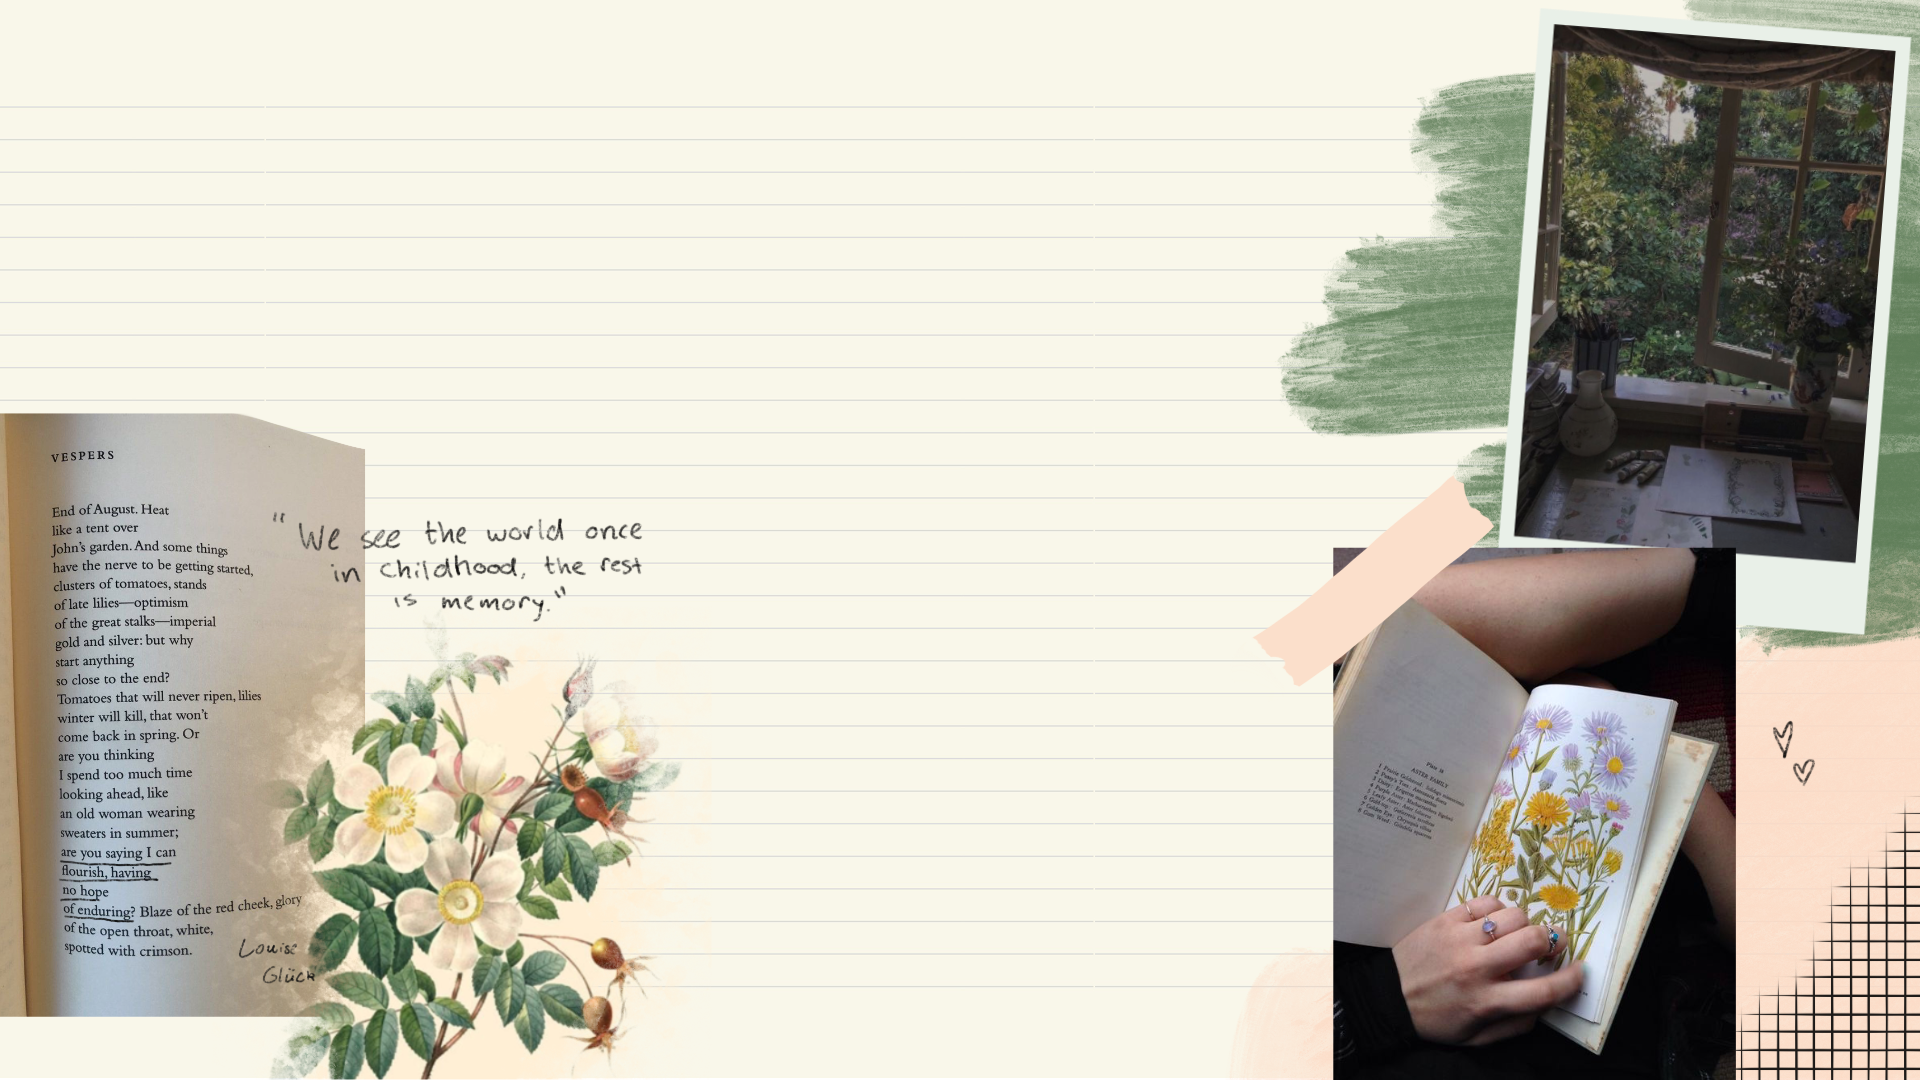 VESPERS
End of August. Heat
like a tent over
John's garden. And some things
have the nerve to be getting started,
clusters of tomatoes, stands
of late lilies—optimism
of the great stalks—imperial
gold and silver: but why
start anything
so close to the end?
Tomatoes that will never ripen, lilies
winter will kill, that won't
come back in spring. Or
are you thinking
I spend too much time
looking ahead, like
an old woman wearing
sweaters in summer;
are you saying I can
flourish, having
no hope
of enduring? Blaze of the red cheek, glory
of the open throat, white,
spotted with crimson.
Louise
Glück
"We see the world once
in childhood, the rest
is memory."
ASTER FAMILY